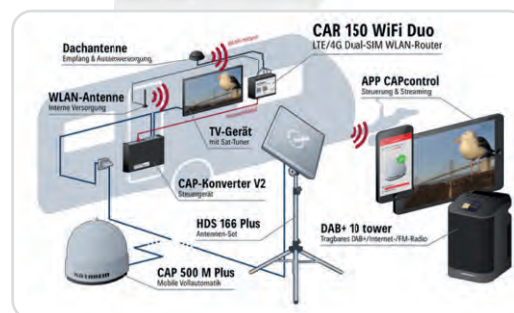 CAR 150 WiFi Duo
LTE/4G Dual-SIM WLAN-Router
Dachantenne
Empfang & Aussenversorgung
WLAN-Antenne
Interne Versorgung
APP CAPcontrol
Steuerung & Streaming
TV-Gerät
mit Sat-Tuner
CAP-Konverter V2
Steuergerät
HDS 166 Plus
Antennen-Set
DAB+ 10 tower
Tragbares DAB+/Internet-/FM-Radio
CAP 500 M Plus
Mobile Vollautomatik
KATHREIN